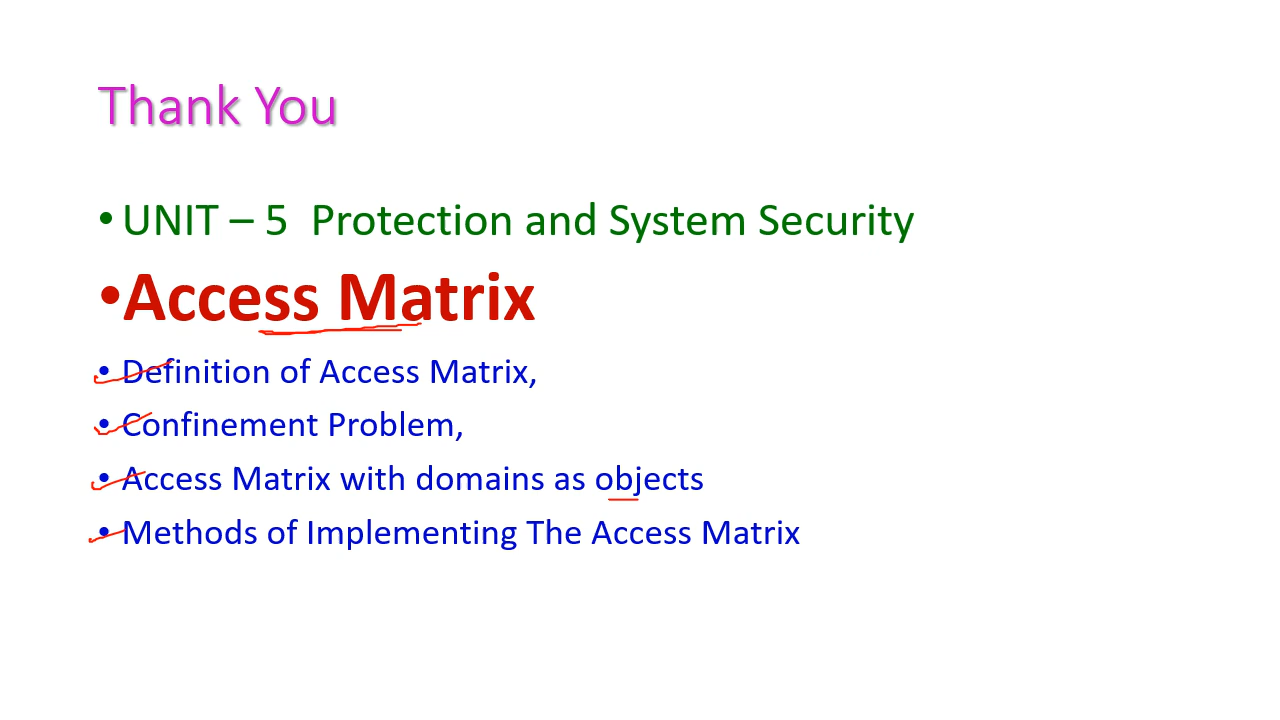 Thank You
• UNIT – 5 Protection and System Security
•Access Matrix
• Definition of Access Matrix,
• Confinement Problem,
• Access Matrix with domains as objects
• Methods of Implementing The Access Matrix